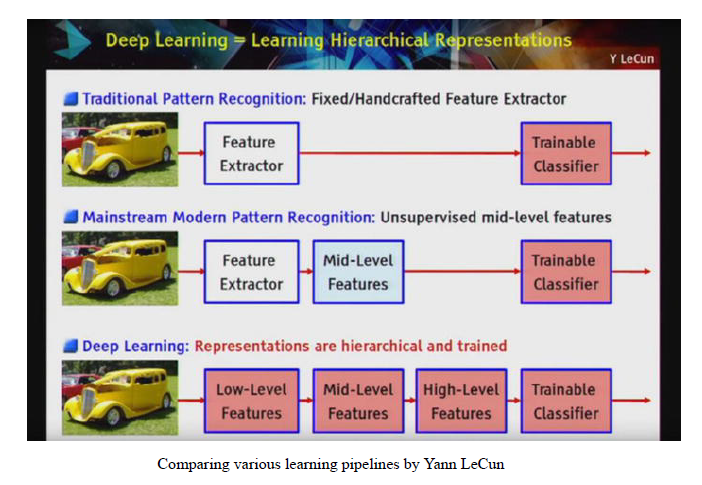 Deep Learning = Learning Hierarchical Representations
Y LeCun
Traditional Pattern Recognition: Fixed/Handcrafted Feature Extractor
Feature
Extractor
Trainable
Classifier
Mainstream Modern Pattern Recognition: Unsupervised mid-level features
Feature
Extractor
Mid-Level
Features
Trainable
Classifier
Deep Learning: Representations are hierarchical and trained
Low-Level
Features
Mid-Level
Features
High-Level
Features
Trainable
Classifier
Comparing various learning pipelines by Yann LeCun